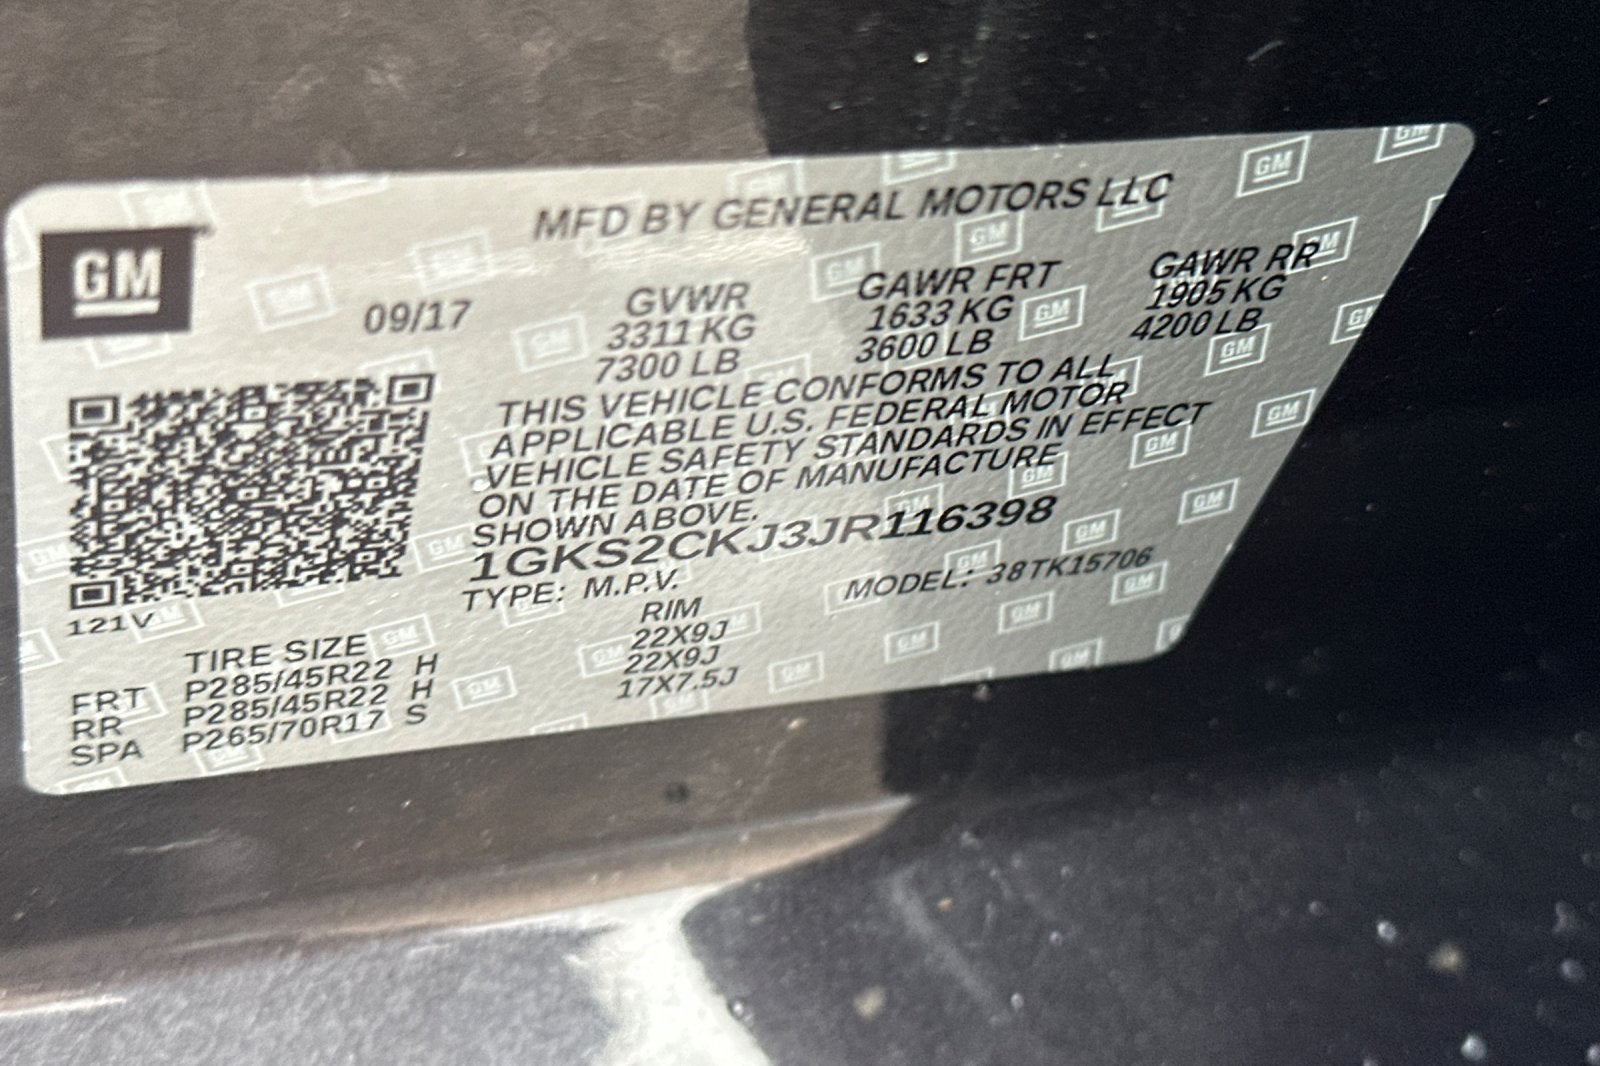 MFD BY GENERAL MOTORS LLC
GM
09/17
GVWR GAWR FRT GAWR RR
3311 KG 1633 KG 1905 KG
7300 LB 3600 LB 4200 LB
THIS VEHICLE CONFORMS TO ALL
APPLICABLE U.S. FEDERAL MOTOR
VEHICLE SAFETY STANDARDS IN EFFECT
ON THE DATE OF MANUFACTURE
SHOWN ABOVE.
1GKS2CKJ3JR116398
TYPE: M.P.V. MODEL: 38TK15706
121V
TIRE SIZE RIM
FRT P285/45R22 H 22X9J
RR P285/45R22 H 22X9J
SPA P265/70R17 S 17X7.5J